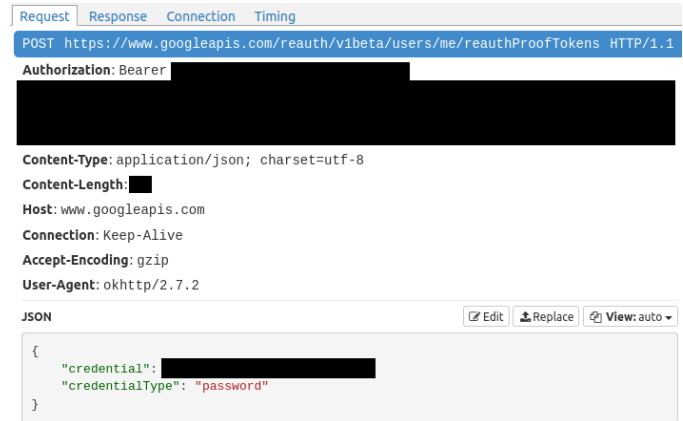 Request Response Connection Timing
POST https://www.googleapis.com/reauth/v1beta/users/me/reauthProofTokens HTTP/1.1
Authorization: Bearer
Content-Type: application/json; charset=utf-8
Content-Length:
Host: www.googleapis.com
Connection: Keep-Alive
Accept-Encoding: gzip
User-Agent: okhttp/2.7.2
JSON Edit Replace View: auto
{
"credential":
"credentialType": "password"
}